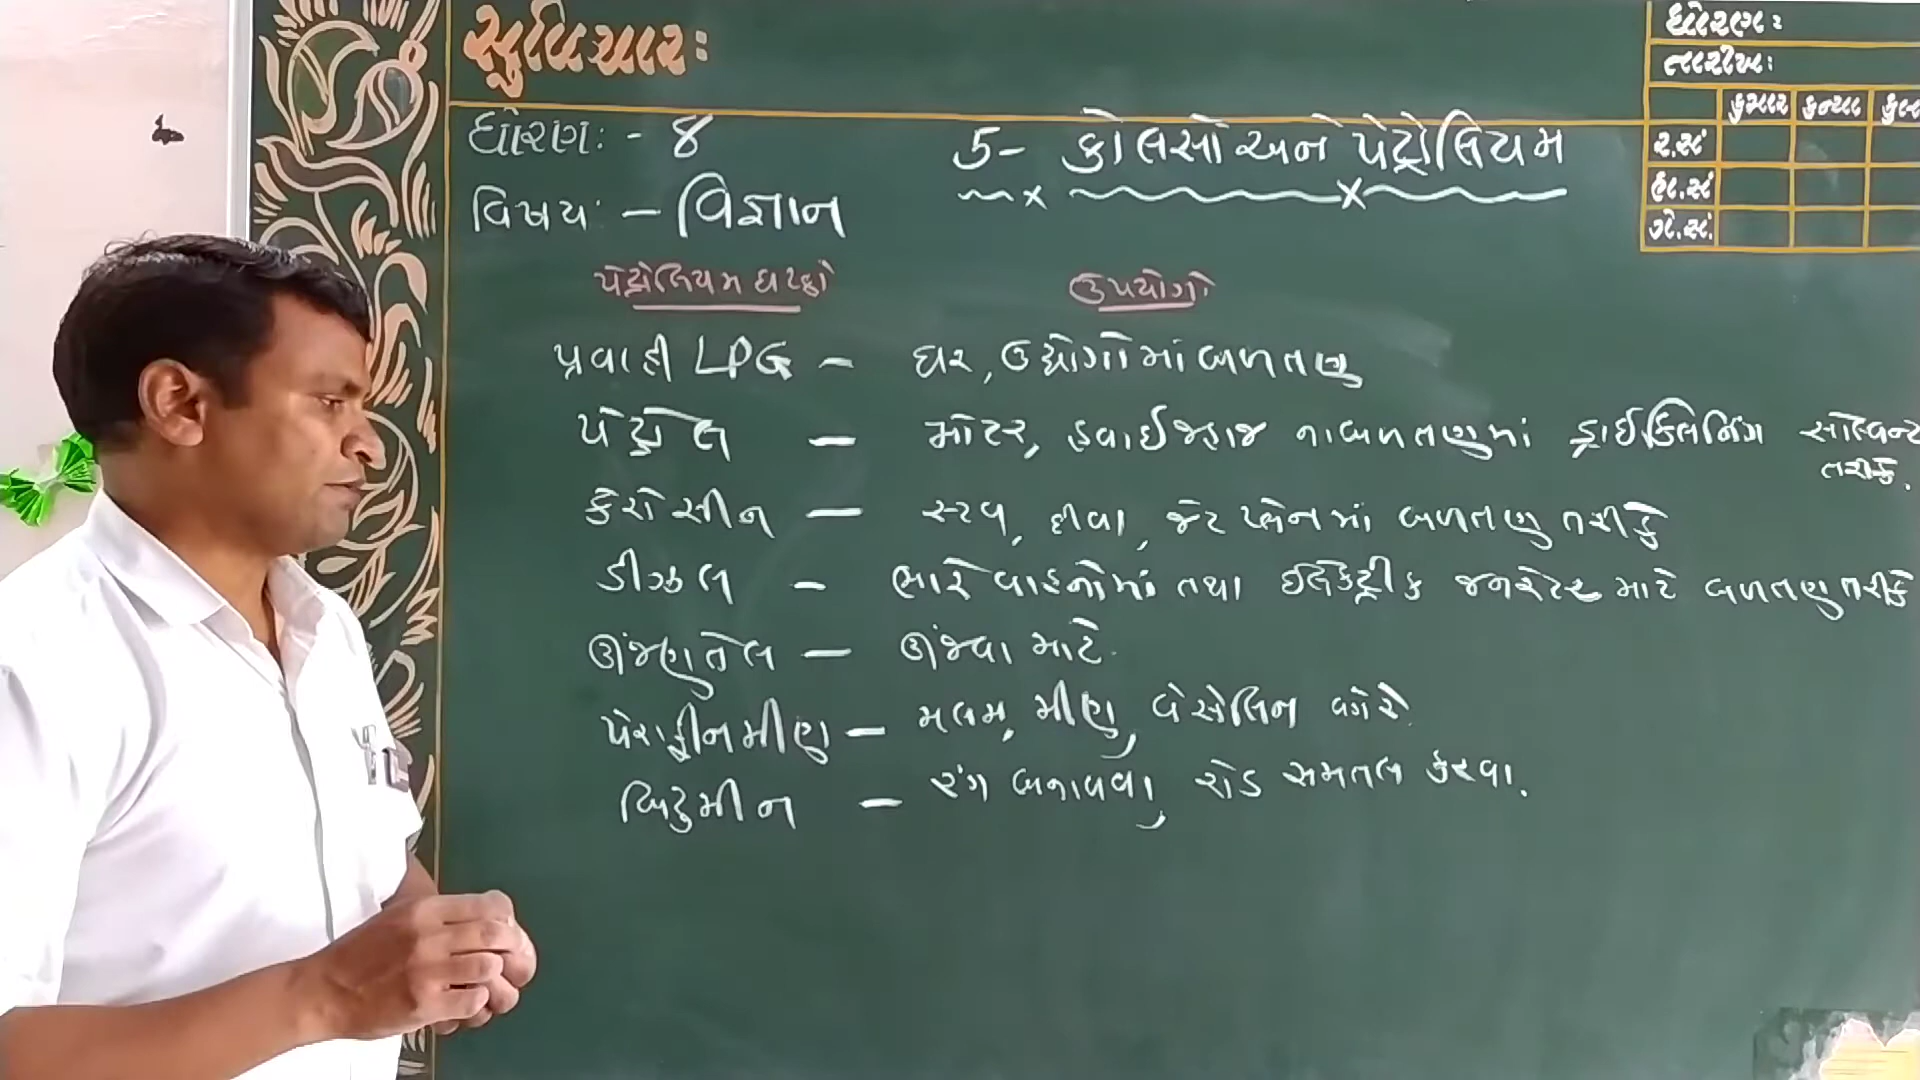 સુવિચાર:
ધોરણ:
તારીખ:
કુમાર કન્યા કુલ
ર.સં
હા.સં
ગે.સં.
ધોરણ: - 8
5- કોલસો અને પેટ્રોલિયમ
વિષય: - વિજ્ઞાન
પેટ્રોલિયમ ઘટકો ઉપયોગો
પ્રવાહી LPG - ઘર, ઉદ્યોગોમાં બળતણ
પેટ્રોલ - મોટર, હવાઈજહાજ ના બળતણમાં ડ્રાઈક્લિનિંગ સોલ્વન્ટ
તરીકે.
કેરોસીન - સ્ટવ, દીવા, જેટ પ્લેનમાં બળતણ તરીકે
ડીઝલ - ભારે વાહનોમાં તથા ઇલેક્ટ્રીક જનરેટર માટે બળતણ તરીકે
ઊંજણતેલ - ઊંજવા માટે.
પેરાફીનમીણ - મલમ, મીણ, વેસેલિન વગેરે.
બિટુમીન - રંગ બનાવવા, રોડ સમતલ કરવા.